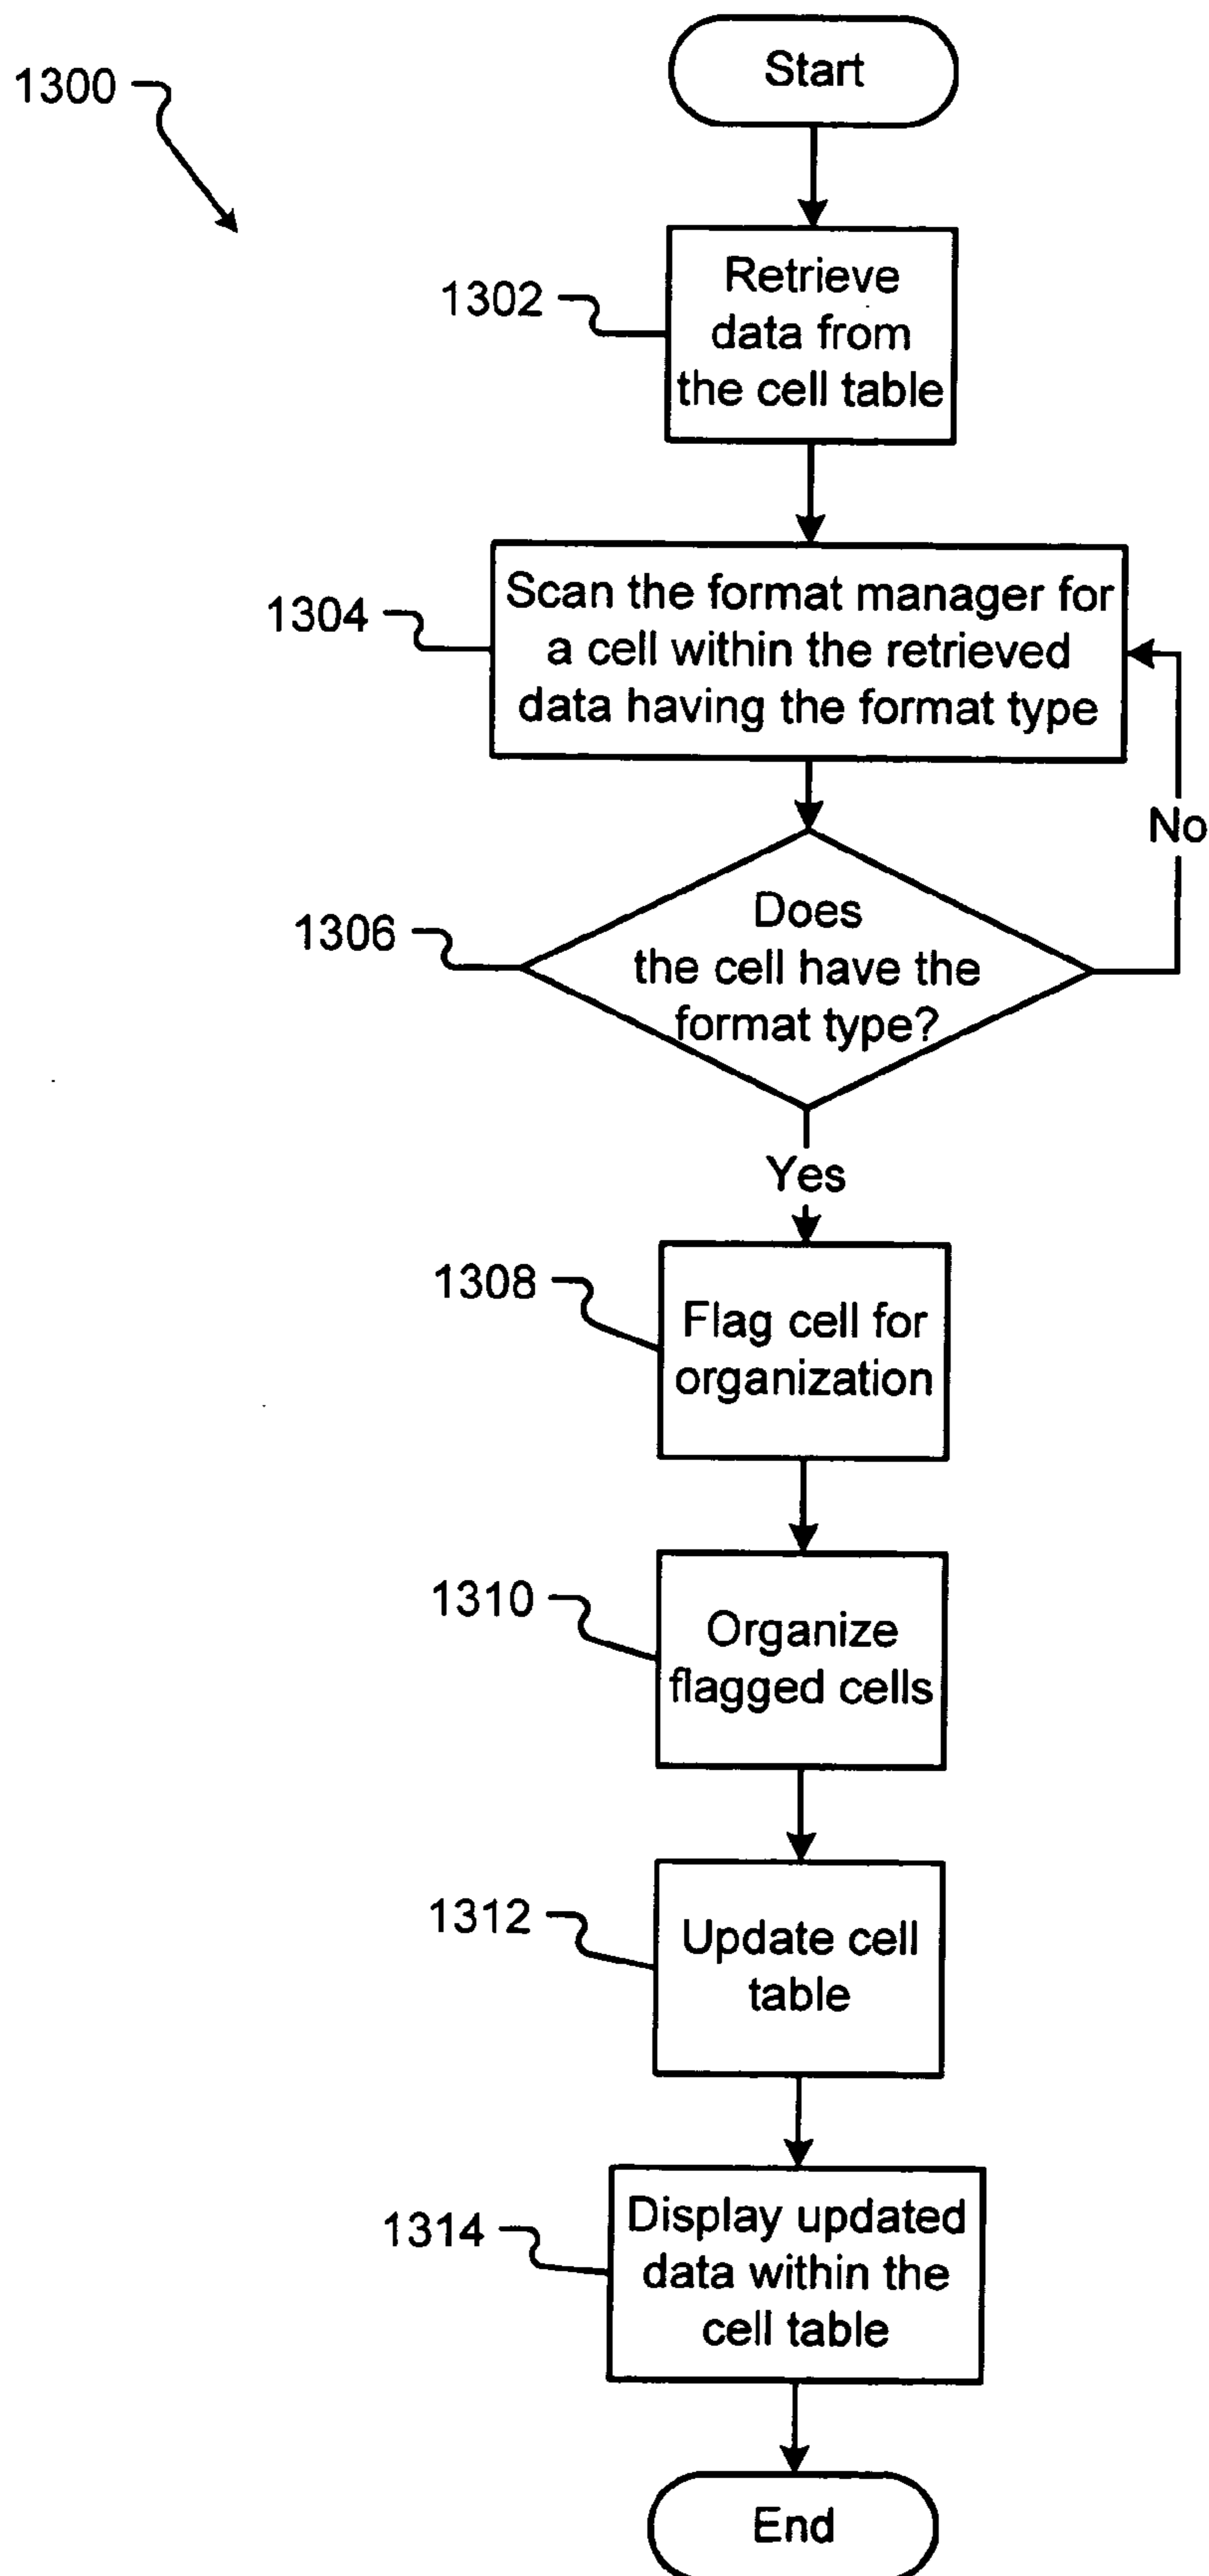 Start
1300
1302
Retrieve
data from
the cell table
1304
Scan the format manager for
a cell within the retrieved
data having the format type
No
1306
Does
the cell have the
format type?
Yes
1308
Flag cell for
organization
1310
Organize
flagged cells
1312
Update cell
table
1314
Display updated
data within the
cell table
End